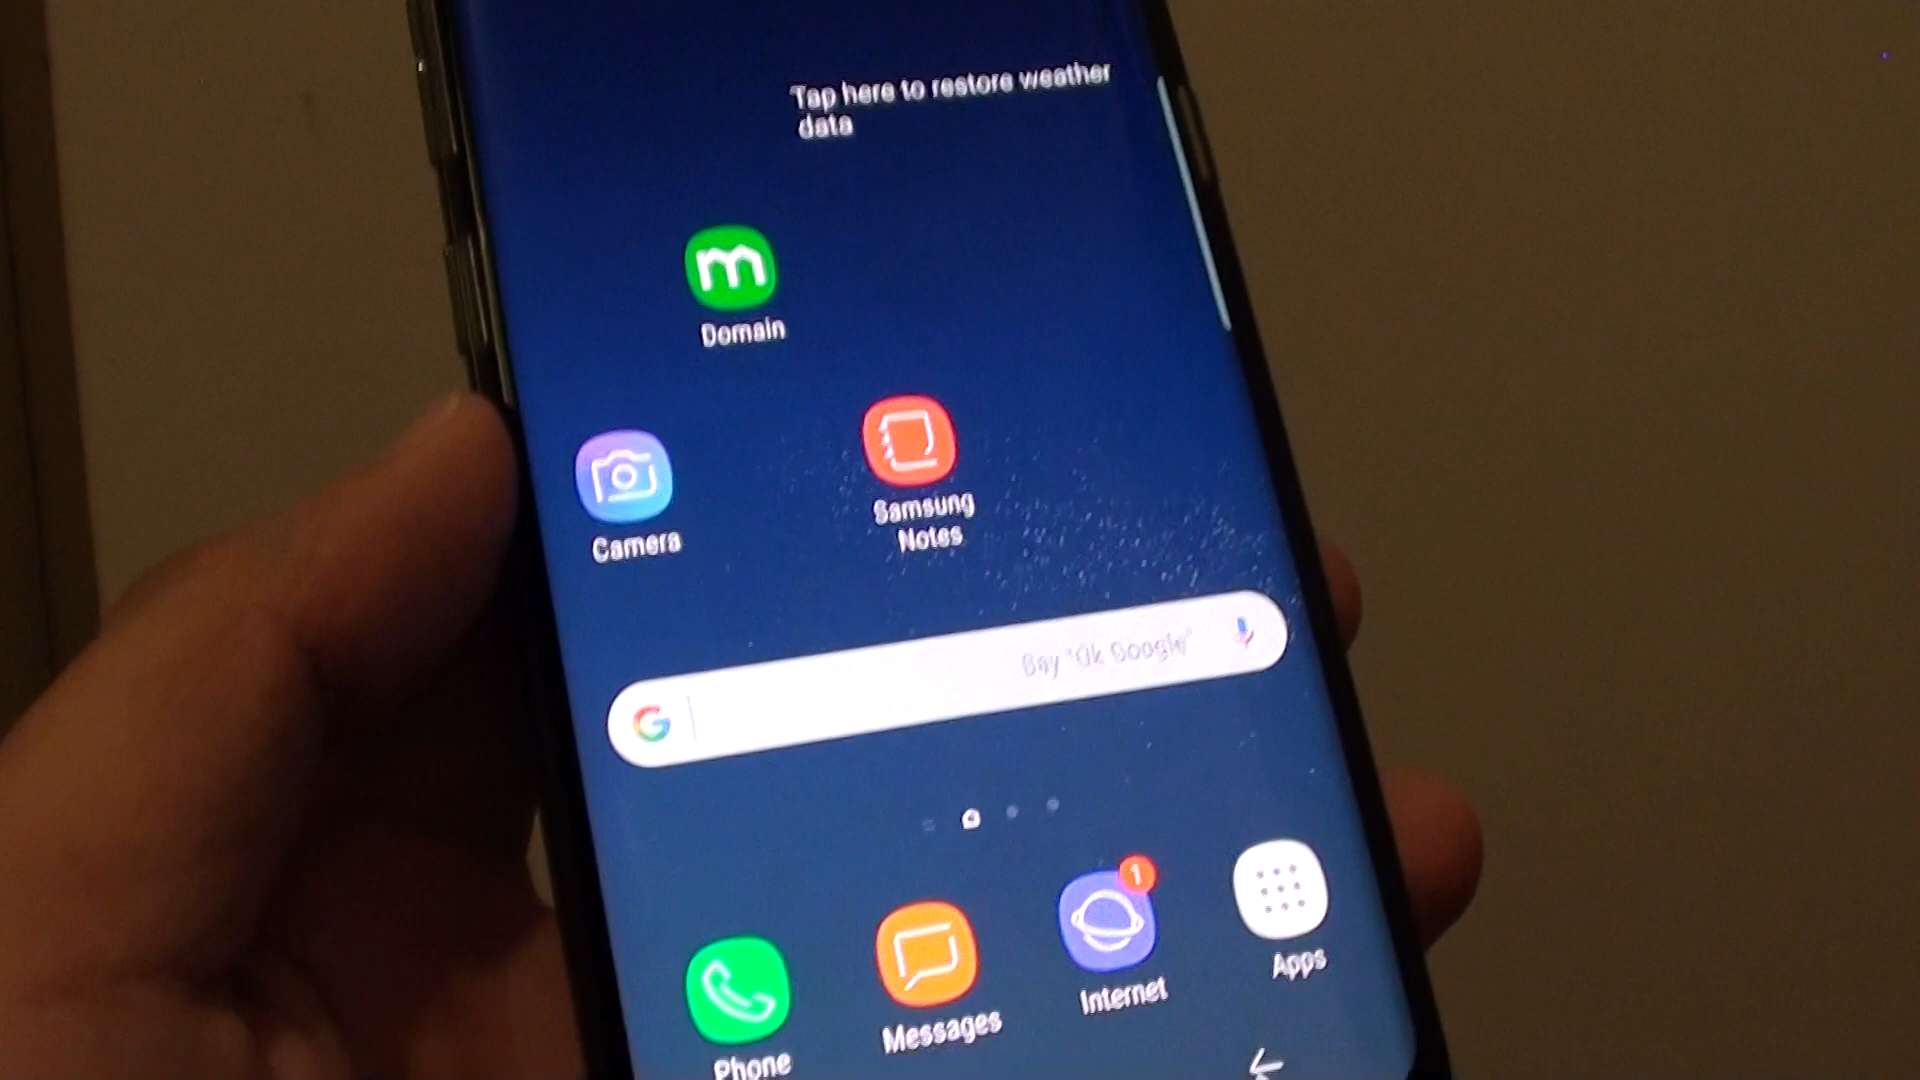 Tap here to restore weather
data
m
Domain
Camera
Samsung
Notes
G
Say "Ok Google"
1
Phone
Messages
Internet
Apps